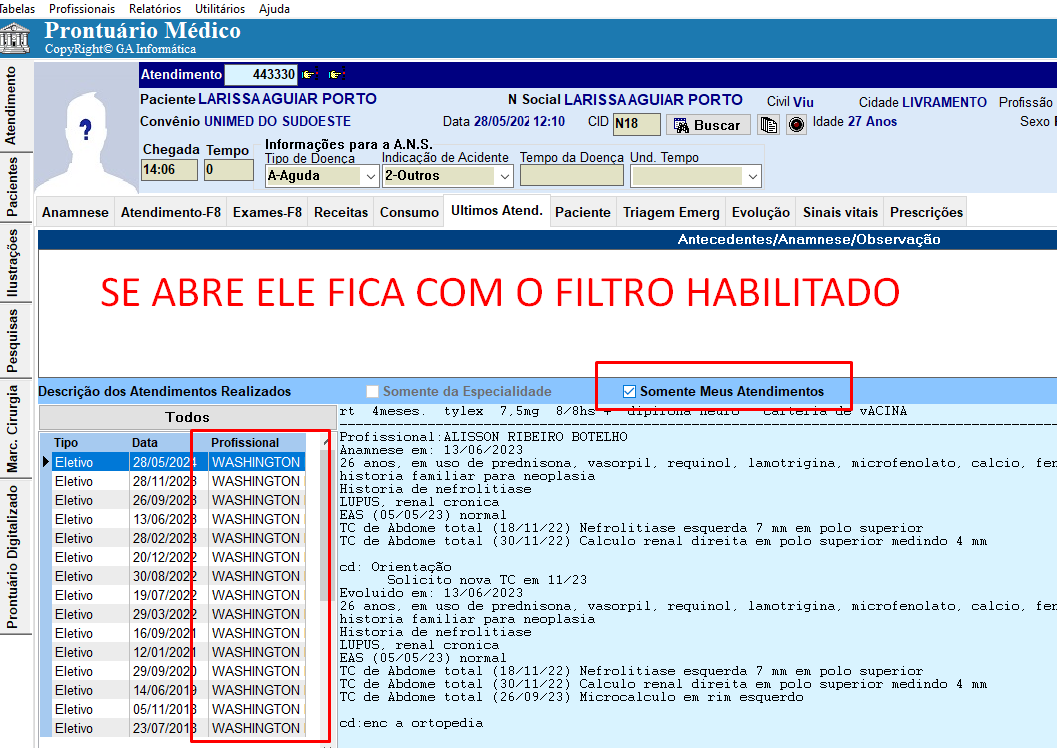 Tabelas Profissionais Relatórios Utilitários Ajuda
Prontuário Médico
CopyRight© GA Informática
Atendimento 443330
Paciente LARISSA AGUIAR PORTO N Social LARISSA AGUIAR PORTO Civil Viu Cidade LIVRAMENTO Profissão
Convênio UNIMED DO SUDOESTE Data 28/05/202 12:10 CID N18 Buscar Idade 27 Anos Sexo
Chegada Tempo Informações para a A.N.S.
Tipo de Doença Indicação de Acidente Tempo da Doença Und. Tempo
14:06 0 A-Aguda 2-Outros
Atendimento
Pacientes
Ilustrações
Pesquisas
Marc. Cirurgia
Prontuário Digitalizado
?
Anamnese Atendimento-F8 Exames-F8 Receitas Consumo Ultimos Atend. Paciente Triagem Emerg Evolução Sinais vitais Prescrições
Antecedentes/Anamnese/Observação
SE ABRE ELE FICA COM O FILTRO HABILITADO
Descrição dos Atendimentos Realizados Somente da Especialidade Somente Meus Atendimentos
Todos
Tipo Data Profissional
Eletivo 28/05/2024 WASHINGTON
Eletivo 28/11/2023 WASHINGTON
Eletivo 26/09/2023 WASHINGTON
Eletivo 13/06/2023 WASHINGTON
Eletivo 28/02/2023 WASHINGTON
Eletivo 20/12/2022 WASHINGTON
Eletivo 30/08/2022 WASHINGTON
Eletivo 19/07/2022 WASHINGTON
Eletivo 29/03/2022 WASHINGTON
Eletivo 16/09/2021 WASHINGTON
Eletivo 12/01/2021 WASHINGTON
Eletivo 29/09/2020 WASHINGTON
Eletivo 14/06/2019 WASHINGTON
Eletivo 05/11/2018 WASHINGTON
Eletivo 23/07/2018 WASHINGTON
rt 4meses. tylex 7,5mg 8/8hs + dipirona neuro carteria de vACINA
Profissional:ALISSON RIBEIRO BOTELHO
Anamnese em: 13/06/2023
26 anos, em uso de prednisona, vasorpil, requinol, lamotrigina, microfenolato, calcio, fen
historia familiar para neoplasia
Historia de nefrolitiase
LUPUS, renal cronica
EAS (05/05/23) normal
TC de Abdome total (18/11/22) Nefrolitiase esquerda 7 mm em polo superior
TC de Abdome total (30/11/22) Calculo renal direita em polo superior medindo 4 mm
cd: Orientação
Solicito nova TC em 11/23
Evoluido em: 13/06/2023
26 anos, em uso de prednisona, vasorpil, requinol, lamotrigina, microfenolato, calcio, fen
historia familiar para neoplasia
Historia de nefrolitiase
LUPUS, renal cronica
EAS (05/05/23) normal
TC de Abdome total (18/11/22) Nefrolitiase esquerda 7 mm em polo superior
TC de Abdome total (30/11/22) Calculo renal direita em polo superior medindo 4 mm
TC de Abdome total (26/09/23) Microcalculo em rim esquerdo
cd:enc a ortopedia